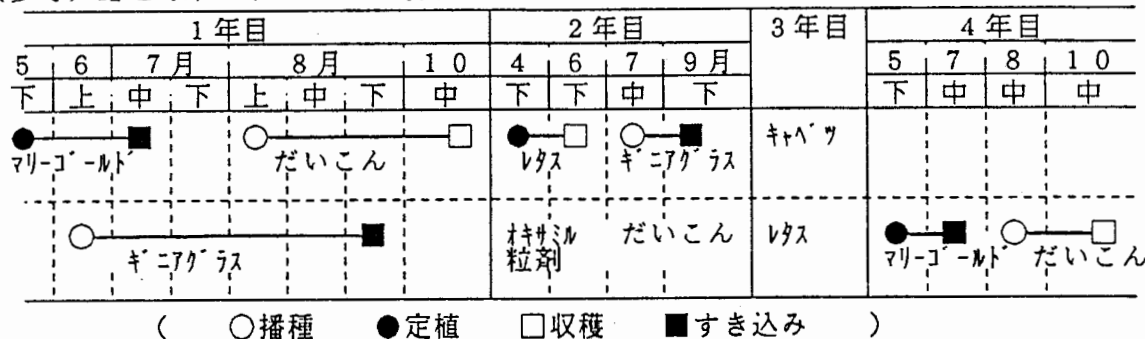 1年目 2年目 3年目 4年目
5 6 7月 8月 10 4 6 7 9月 5 7 8 10
下 上 中 下 上 中 下 中 下 下 中 下 下 中 中 中
マリーゴールド だいこん レタス ギニアグラス キャベツ
ギニアグラス オキサミル粒剤 だいこん レタス マリーゴールド だいこん
( ○播種 ●定植 □収穫 ■すき込み )